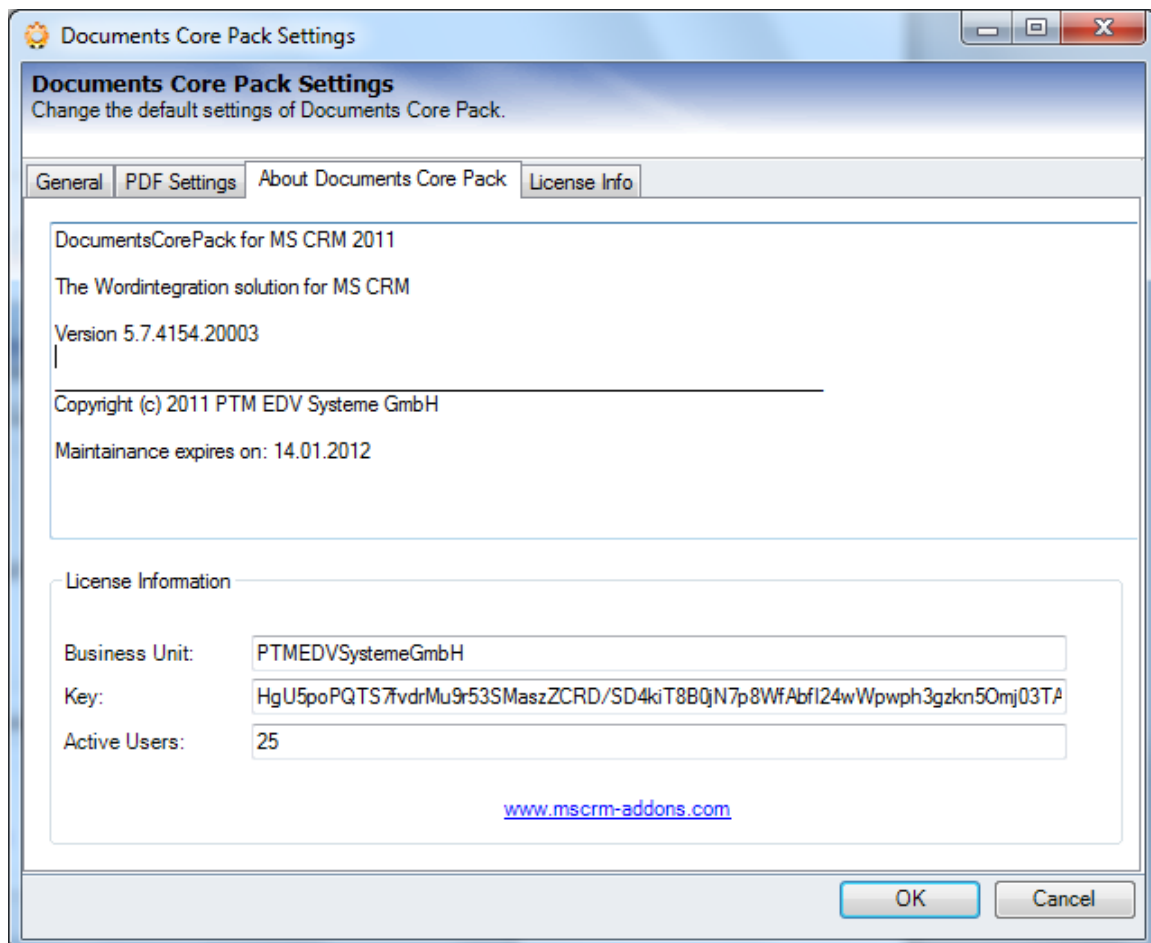 Documents Core Pack Settings
Documents Core Pack Settings
Change the default settings of Documents Core Pack.
General PDF Settings About Documents Core Pack License Info
DocumentsCorePack for MS CRM 2011
The Wordintegration solution for MS CRM
Version 5.7.4154.20003
Copyright (c) 2011 PTM EDV Systeme GmbH
Maintainance expires on: 14.01.2012
License Information
Business Unit: PTMEDVSystemeGmbH
Key:
Active Users: 25
www.mscrm-addons.com
OK Cancel